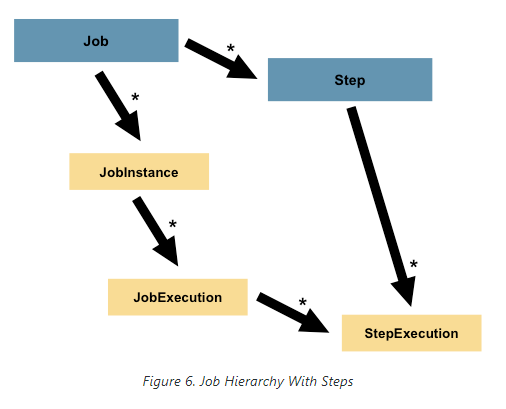 Job
*
Step
*
JobInstance
*
*
JobExecution
*
StepExecution
Figure 6. Job Hierarchy With Steps